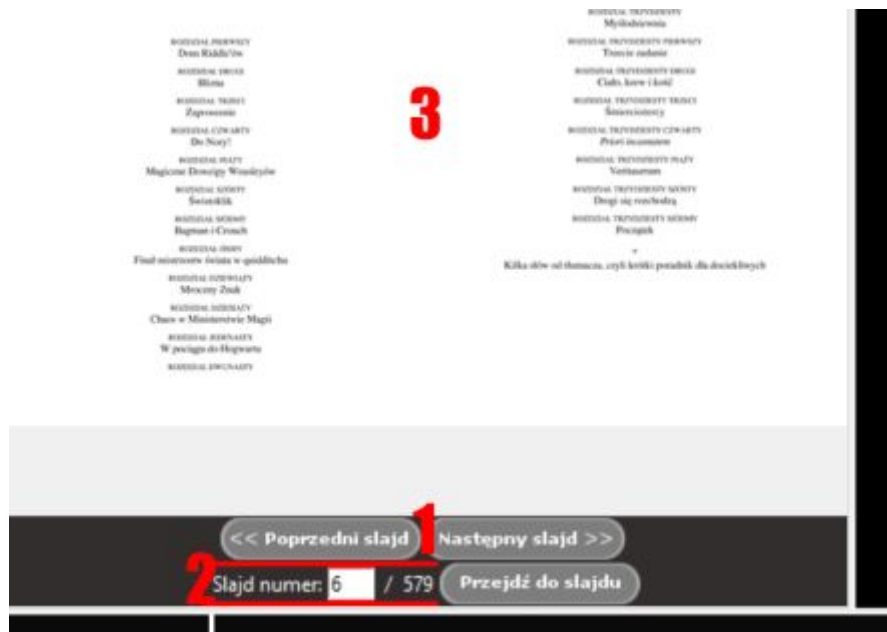 ROZDZIAŁ PIERWSZY
Dom Riddle'ów
ROZDZIAŁ DRUGI
Blizna
ROZDZIAŁ TRZECI
Zaproszenie
ROZDZIAŁ CZWARTY
Do Nory!
ROZDZIAŁ PIĄTY
Magiczne Dowcipy Weasleyów
ROZDZIAŁ SZÓSTY
Świstoklik
ROZDZIAŁ SIÓDMY
Bagman i Crouch
ROZDZIAŁ ÓSMY
Finał mistrzostw świata w quidditchu
ROZDZIAŁ DZIEWIĄTY
Mroczny Znak
ROZDZIAŁ DZIESIĄTY
Chaos w Ministerstwie Magii
ROZDZIAŁ JEDENASTY
W pociągu do Hogwartu
ROZDZIAŁ DWUNASTY
3
ROZDZIAŁ TRZYDZIESTY
Myślodsiewnia
ROZDZIAŁ TRZYDZIESTY PIERWSZY
Trzecie zadanie
ROZDZIAŁ TRZYDZIESTY DRUGI
Ciało, krew i kość
ROZDZIAŁ TRZYDZIESTY TRZECI
Śmierciożercy
ROZDZIAŁ TRZYDZIESTY CZWARTY
Priori incantatem
ROZDZIAŁ TRZYDZIESTY PIĄTY
Veritaserum
ROZDZIAŁ TRZYDZIESTY SZÓSTY
Drogi się rozchodzą
ROZDZIAŁ TRZYDZIESTY SIÓDMY
Początek
*
Kilka słów od tłumacza, czyli krótki poradnik dla dociekliwych
<< Poprzedni slajd 1 Następny slajd >>
2 Slajd numer: 6 / 579 Przejdź do slajdu